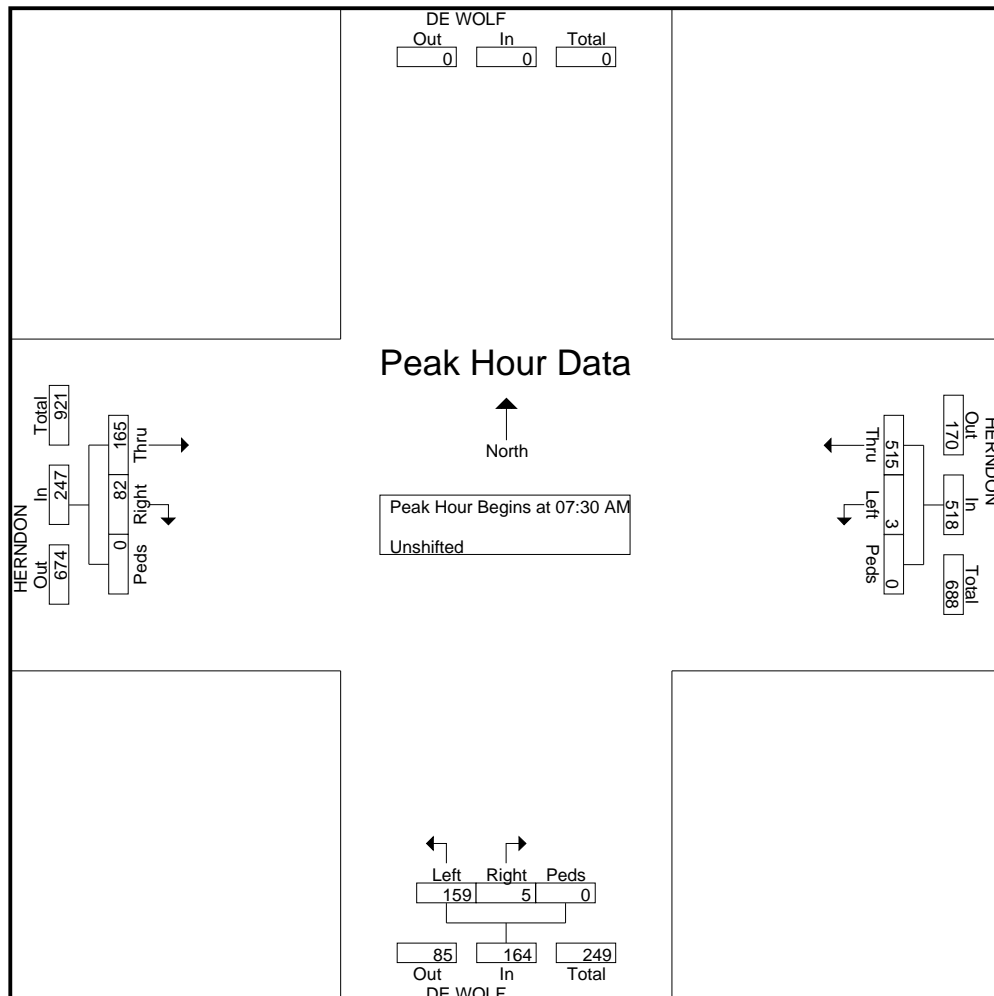 DE WOLF
Out In Total
0 0 0
Peak Hour Data
North
Peak Hour Begins at 07:30 AM
Unshifted
HERNDON
Total In Out
921 247 674
165 82 0
Thru Right Peds
HERNDON
Out In Total
170 518 688
515 3 0
Thru Left Peds
Left Right Peds
159 5 0
85 164 249
Out In Total
DE WOLF